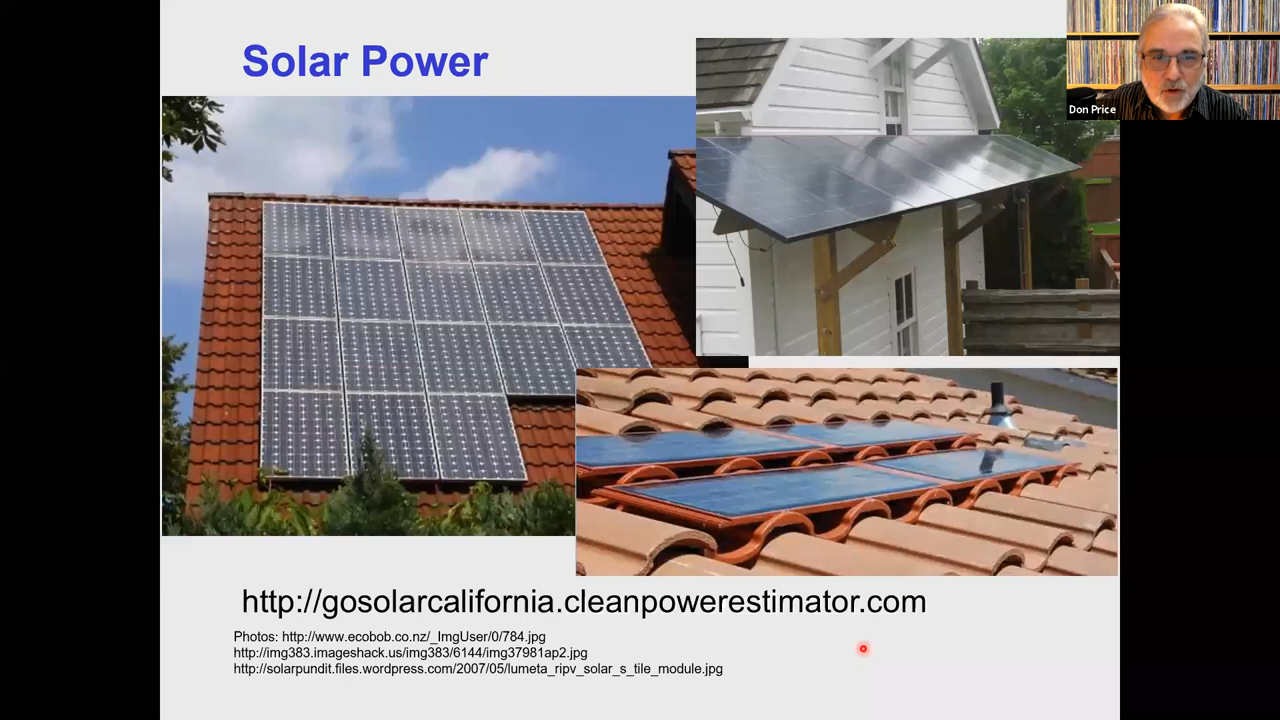 Solar Power
Don Price
http://gosolarcalifornia.cleanpowerestimator.com
Photos: http://www.ecobob.co.nz/_ImgUser/0/784.jpg
http://img383.imageshack.us/img383/6144/img37981ap2.jpg
http://solarpundit.files.wordpress.com/2007/05/lumeta_ripv_solar_s_tile_module.jpg